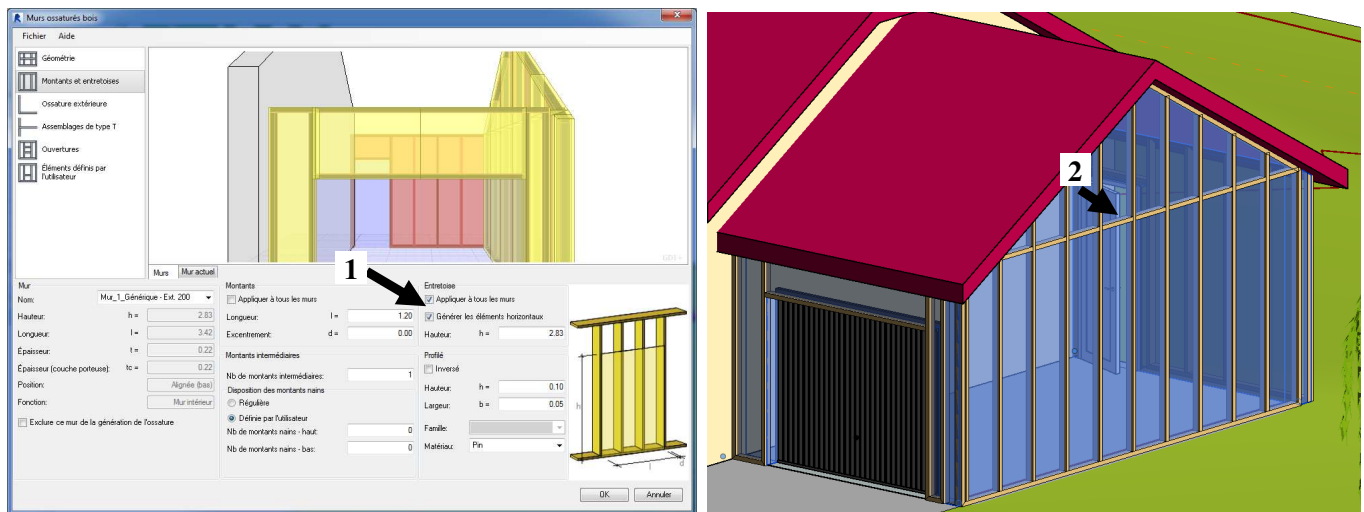 Murs ossaturés bois
Fichier Aide
Géométrie
Montants et entretoises
Ossature extérieure
Assemblages de type T
Ouvertures
Éléments définis par
l'utilisateur
Murs Mur actuel
1
Mur
Nom: Mur_1_Générique - Ext. 200
Hauteur: h = 2.83
Longueur: l = 3.42
Épaisseur: t = 0.22
Épaisseur (couche porteuse): tc = 0.22
Position: Alignée (bas)
Fonction: Mur intérieur
Exclure ce mur de la génération de l'ossature
Montants
Appliquer à tous les murs
Longueur: l = 1.20
Excentrement: d = 0.00
Montants intermédiaires
Nb de montants intermédiaires: 1
Disposition des montants nains
Régulière
Définie par l'utilisateur
Nb de montants nains - haut: 0
Nb de montants nains - bas: 0
Entretoise
Appliquer à tous les murs
Générer les éléments horizontaux
Hauteur: h = 2.83
Profilé
Inversé
Hauteur: h = 0.10
Largeur: b = 0.05
Famille:
Matériau: Pin
h
l
d
OK Annuler
2